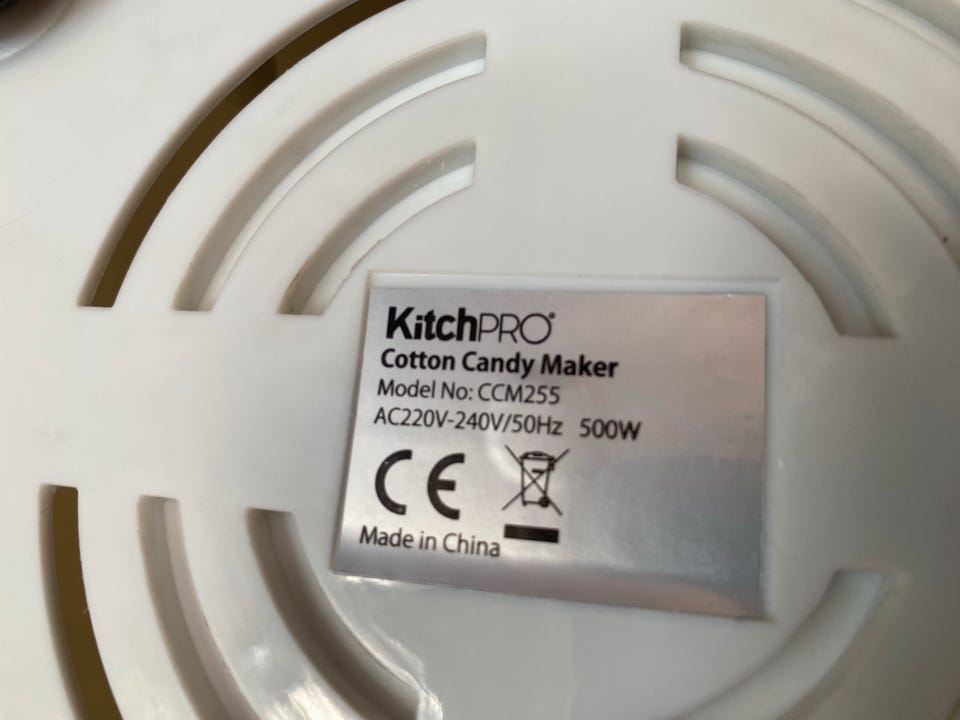 KitchPRO®
Cotton Candy Maker
Model No: CCM255
AC220V-240V/50Hz 500W
CE
Made in China